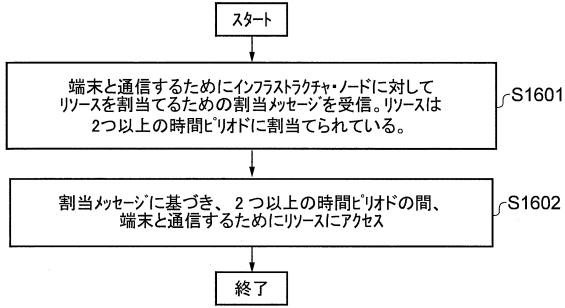 スタート
端末と通信するためにインフラストラクチャ・ノードに対して
リソースを割当てるための割当メッセージを受信。リソースは
2つ以上の時間ピリオドに割当てられている。
S1601
割当メッセージに基づき、2つ以上の時間ピリオドの間、
端末と通信するためにリソースにアクセス
S1602
終了